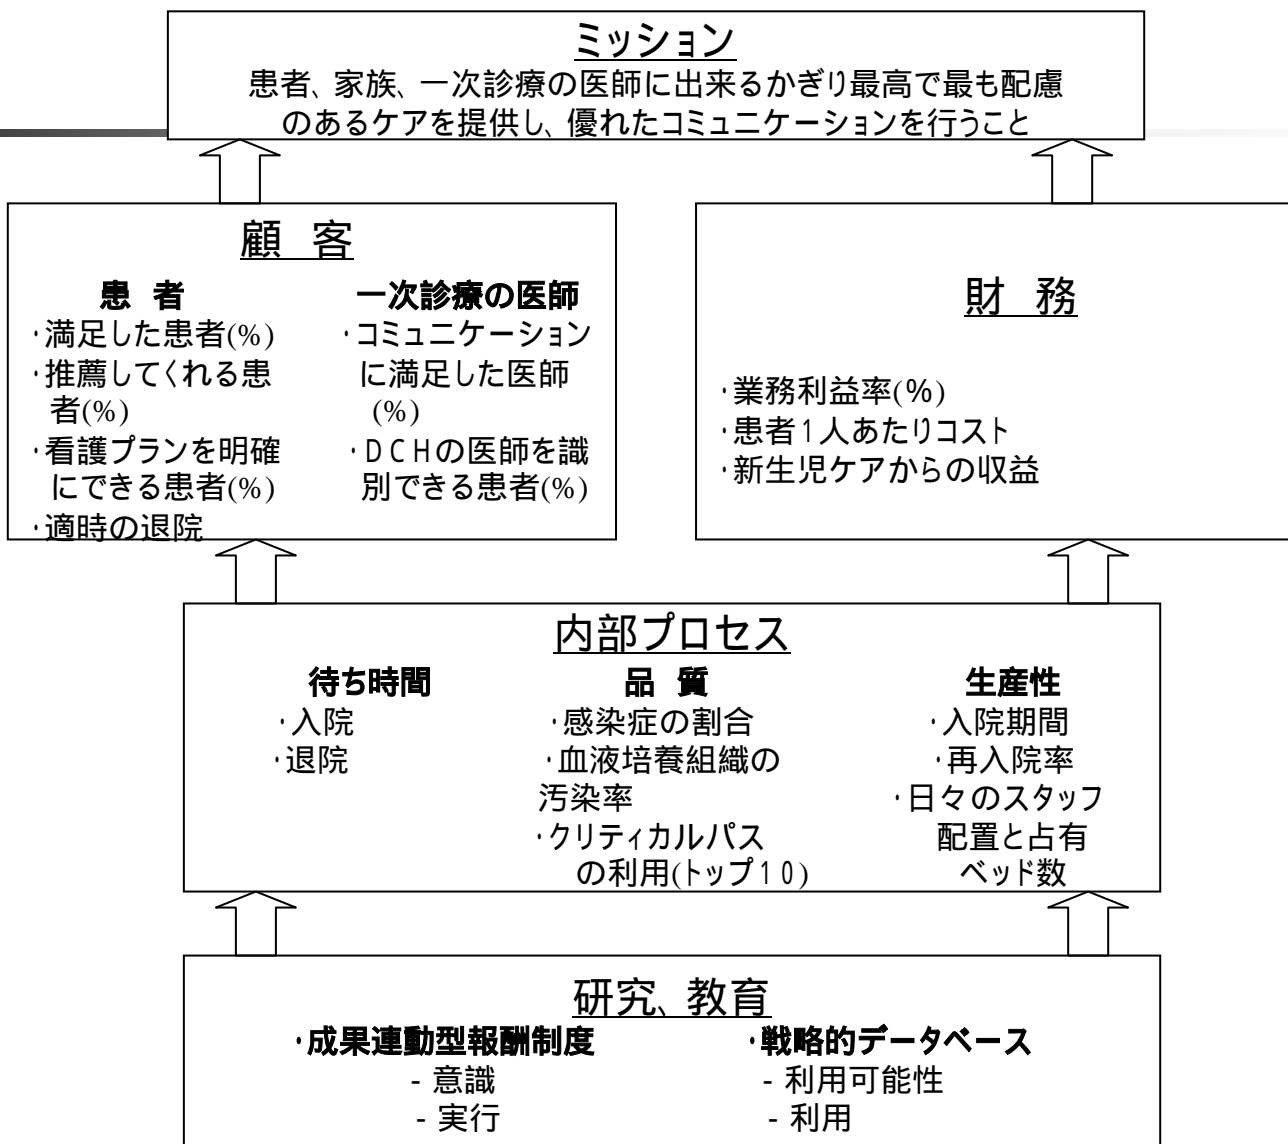 ミッション
患者、家族、一次診療の医師に出来るかぎり最高で最も配慮
のあるケアを提供し、優れたコミュニケーションを行うこと
顧 客
患 者
・満足した患者(%)
・推薦してくれる患
者(%)
・看護プランを明確
にできる患者(%)
・適時の退院
一次診療の医師
・コミュニケーション
に満足した医師
(%)
・DCHの医師を識
別できる患者(%)
財 務
・業務利益率(%)
・患者1人あたりコスト
・新生児ケアからの収益
内部プロセス
待ち時間
・入院
・退院
品 質
・感染症の割合
・血液培養組織の
汚染率
・クリティカルパス
の利用(トップ10)
生産性
・入院期間
・再入院率
・日々のスタッフ
配置と占有
ベッド数
研究、教育
・成果連動型報酬制度
- 意識
- 実行
・戦略的データベース
- 利用可能性
- 利用